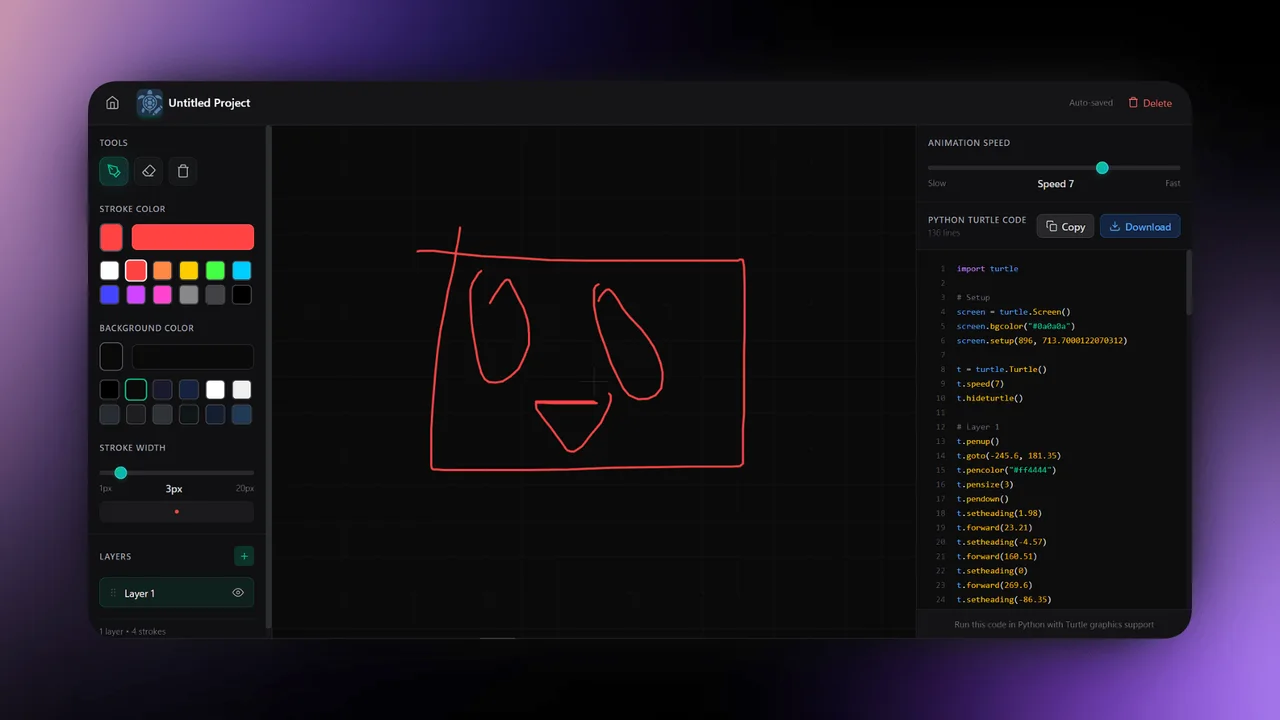 Untitled Project
Auto-saved
Delete
TOOLS
STROKE COLOR
BACKGROUND COLOR
STROKE WIDTH
1px
3px
20px
LAYERS
+
Layer 1
1 layer • 4 strokes
ANIMATION SPEED
Slow
Speed 7
Fast
PYTHON TURTLE CODE
130 lines
Copy
Download
1 import turtle
2
3 # Setup
4 screen = turtle.Screen()
5 screen.bgcolor("#0a0a0a")
6 screen.setup(896, 713.7000122070312)
7
8 t = turtle.Turtle()
9 t.speed(7)
10 t.hideturtle()
11
12 # Layer 1
13 t.penup()
14 t.goto(-245.6, 181.35)
15 t.pencolor("#ff4444")
16 t.pensize(3)
17 t.pendown()
18 t.setheading(1.98)
19 t.forward(23.21)
20 t.setheading(-4.57)
21 t.forward(160.51)
22 t.setheading(0)
23 t.forward(269.6)
24 t.setheading(-86.35)
Run this code in Python with Turtle graphics support